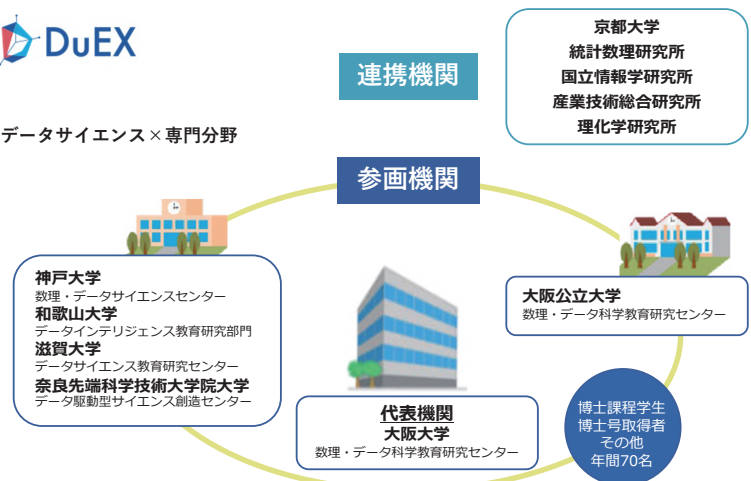 DuEX
連携機関
京都大学
統計数理研究所
国立情報学研究所
産業技術総合研究所
理化学研究所
データサイエンス×専門分野
参画機関
神戸大学
数理・データサイエンスセンター
和歌山大学
データインテリジェンス教育研究部門
滋賀大学
データサイエンス教育研究センター
奈良先端科学技術大学院大学
データ駆動型サイエンス創造センター
大阪公立大学
数理・データ科学教育研究センター
代表機関
大阪大学
数理・データ科学教育研究センター
博士課程学生
博士号取得者
その他
年間70名